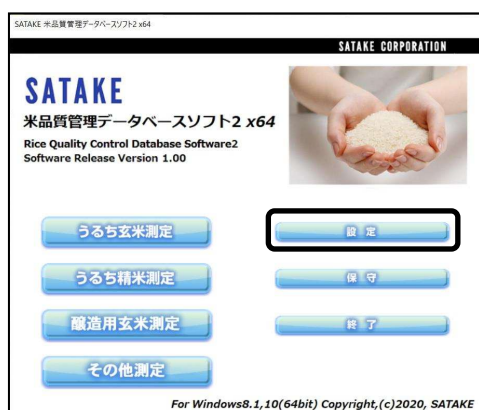 SATAKE 米品質管理データベースソフト2 x64
SATAKE CORPORATION
SATAKE
米品質管理データベースソフト2 x64
Rice Quality Control Database Software2
Software Release Version 1.00
うるち玄米測定
設 定
うるち精米測定
保 守
醸造用玄米測定
終 了
その他測定
For Windows8.1,10(64bit) Copyright,(c)2020, SATAKE